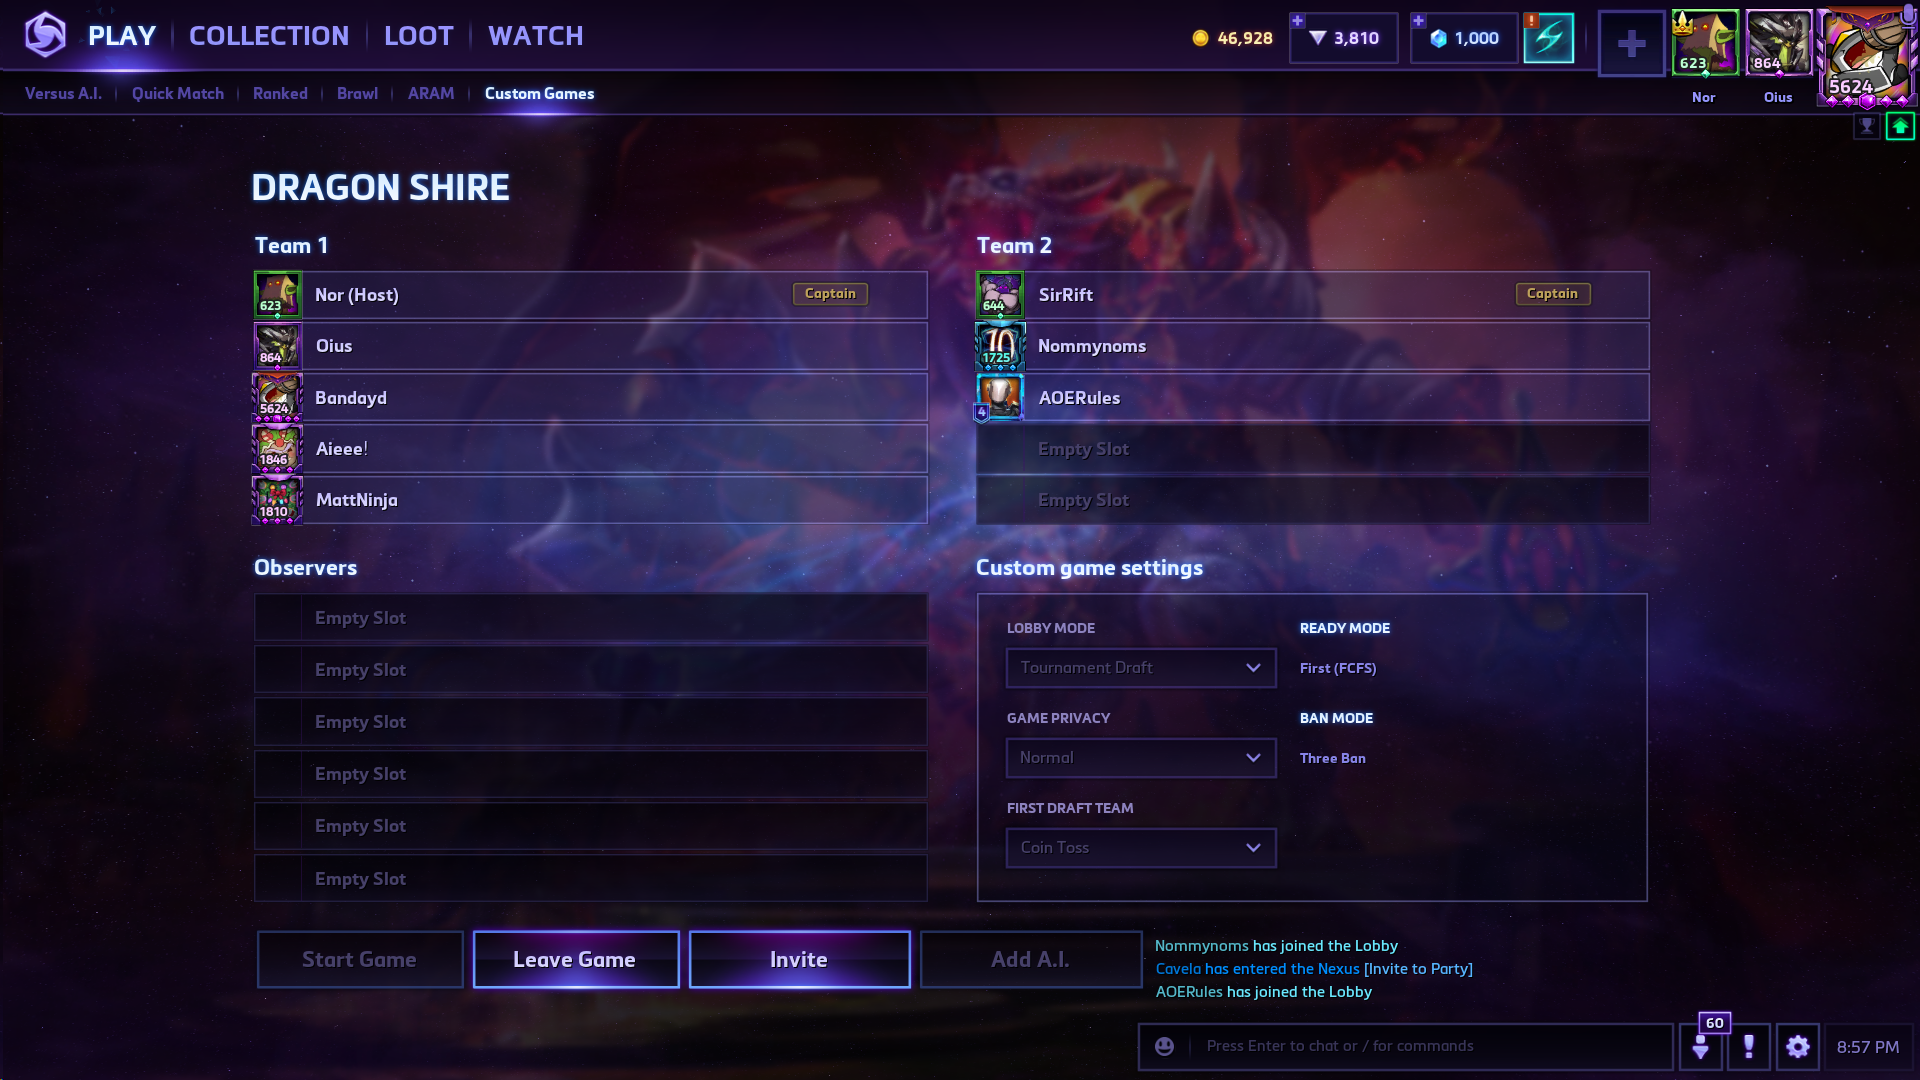 PLAY COLLECTION LOOT WATCH
46,928 3,810 1,000
Versus A.I. Quick Match Ranked Brawl ARAM Custom Games
623 864 5624
Nor Oius
DRAGON SHIRE
Team 1
623 Nor (Host) Captain
864 Oius
5624 Bandayd
1846 Aieee!
1810 MattNinja
Team 2
644 SirRift Captain
1725 Nommynoms
4 AOERules
Empty Slot
Empty Slot
Observers
Empty Slot
Empty Slot
Empty Slot
Empty Slot
Empty Slot
Empty Slot
Custom game settings
LOBBY MODE READY MODE
Tournament Draft First (FCFS)
GAME PRIVACY BAN MODE
Normal Three Ban
FIRST DRAFT TEAM
Coin Toss
Start Game Leave Game Invite Add A.I.
Nommynoms has joined the Lobby
Cavela has entered the Nexus [Invite to Party]
AOERules has joined the Lobby
Press Enter to chat or / for commands
60
8:57 PM